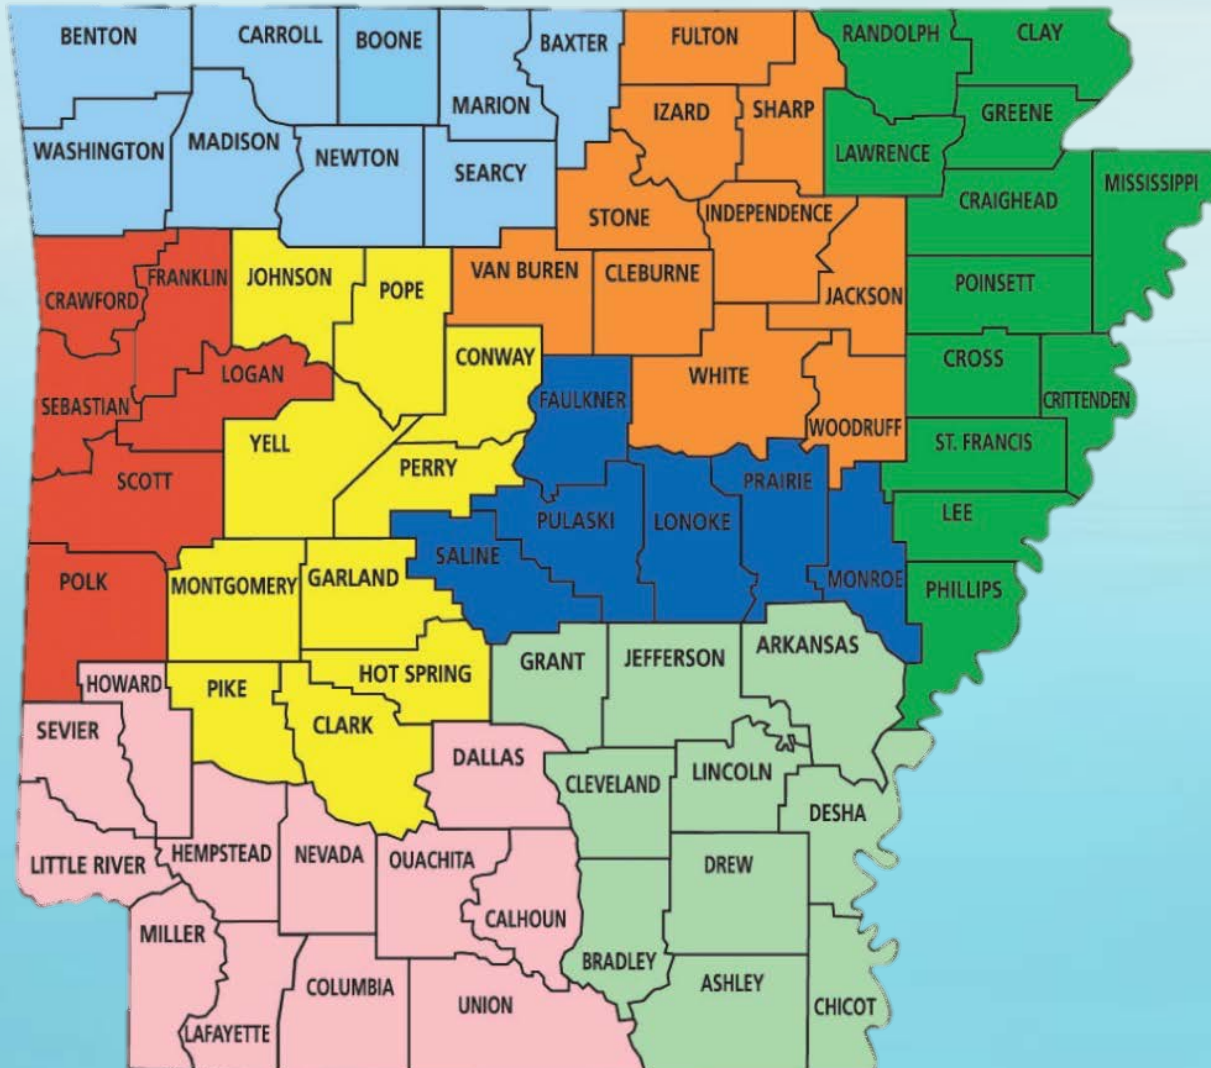 BENTON
CARROLL
BOONE
BAXTER
FULTON
RANDOLPH
CLAY
MARION
IZARD
SHARP
GREENE
WASHINGTON
MADISON
NEWTON
SEARCY
LAWRENCE
MISSISSIPPI
STONE
INDEPENDENCE
CRAIGHEAD
CRAWFORD
FRANKLIN
JOHNSON
POPE
VAN BUREN
CLEBURNE
JACKSON
POINSETT
LOGAN
CONWAY
WHITE
CROSS
SEBASTIAN
FAULKNER
WOODRUFF
CRITTENDEN
YELL
PERRY
ST. FRANCIS
SCOTT
PRAIRIE
PULASKI
LONOKE
LEE
SALINE
POLK
MONTGOMERY
GARLAND
MONROE
PHILLIPS
HOWARD
PIKE
HOT SPRING
GRANT
JEFFERSON
ARKANSAS
SEVIER
CLARK
DALLAS
CLEVELAND
LINCOLN
DESHA
LITTLE RIVER
HEMPSTEAD
NEVADA
OUACHITA
DREW
MILLER
CALHOUN
BRADLEY
COLUMBIA
UNION
ASHLEY
CHICOT
LAFAYETTE